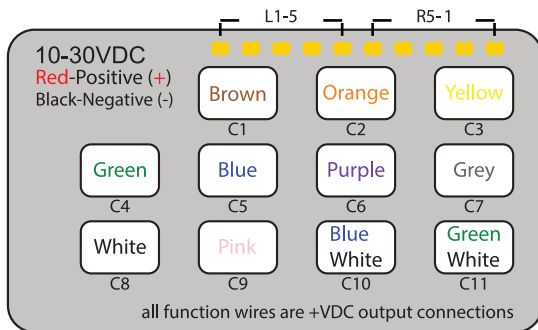 L1-5 R5-1
10-30VDC
Red-Positive (+)
Black-Negative (-)
Brown Orange Yellow
C1 C2 C3
Green Blue Purple Grey
C4 C5 C6 C7
White Pink Blue White Green White
C8 C9 C10 C11
all function wires are +VDC output connections